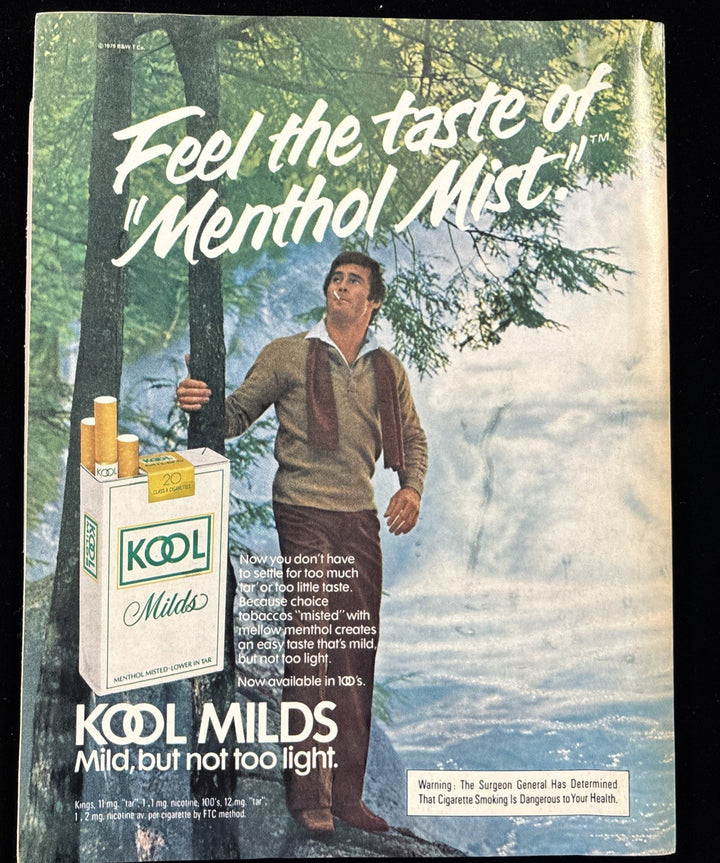 © 1979 B&W T Co.
Feel the taste of
"Menthol Mist."™
KOOL
20
CLASS A CIGARETTES
KOOL
KOOL
Milds
MENTHOL MISTED-LOWER IN TAR
Now you don't have
to settle for too much
'tar' or too little taste.
Because choice
tobaccos "misted" with
mellow menthol creates
an easy taste that's mild,
but not too light.
Now available in 100's.
KOOL MILDS
Mild, but not too light.
Kings, 11 mg. "tar", 1.1 mg. nicotine, 100's, 12 mg. "tar",
1.2 mg. nicotine av. per cigarette by FTC method.
Warning: The Surgeon General Has Determined
That Cigarette Smoking Is Dangerous to Your Health.